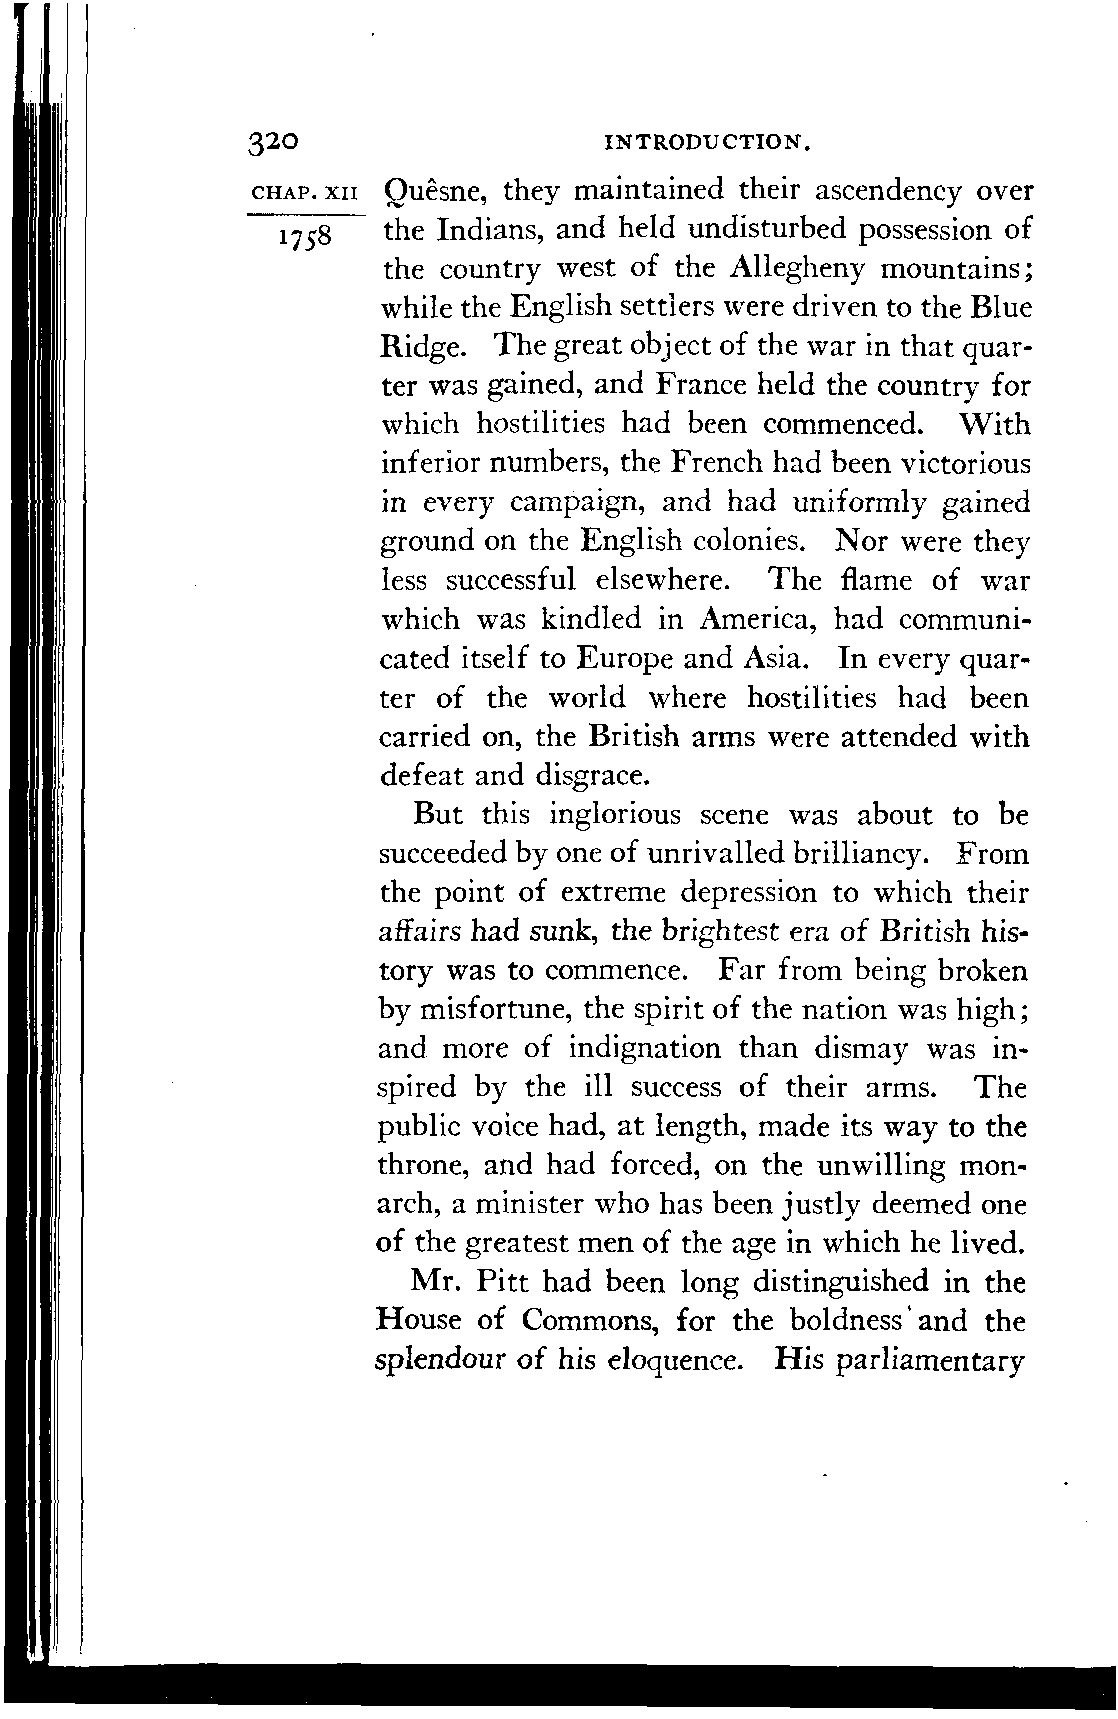 320 INTRODUCTION.
CHAP. XII Quêsne, they maintained their ascendency over
1758 the Indians, and held undisturbed possession of
the country west of the Allegheny mountains;
while the English settlers were driven to the Blue
Ridge. The great object of the war in that quar-
ter was gained, and France held the country for
which hostilities had been commenced. With
inferior numbers, the French had been victorious
in every campaign, and had uniformly gained
ground on the English colonies. Nor were they
less successful elsewhere. The flame of war
which was kindled in America, had communi-
cated itself to Europe and Asia. In every quar-
ter of the world where hostilities had been
carried on, the British arms were attended with
defeat and disgrace.
But this inglorious scene was about to be
succeeded by one of unrivalled brilliancy. From
the point of extreme depression to which their
affairs had sunk, the brightest era of British his-
tory was to commence. Far from being broken
by misfortune, the spirit of the nation was high;
and more of indignation than dismay was in-
spired by the ill success of their arms. The
public voice had, at length, made its way to the
throne, and had forced, on the unwilling mon-
arch, a minister who has been justly deemed one
of the greatest men of the age in which he lived.
Mr. Pitt had been long distinguished in the
House of Commons, for the boldness and the
splendour of his eloquence. His parliamentary